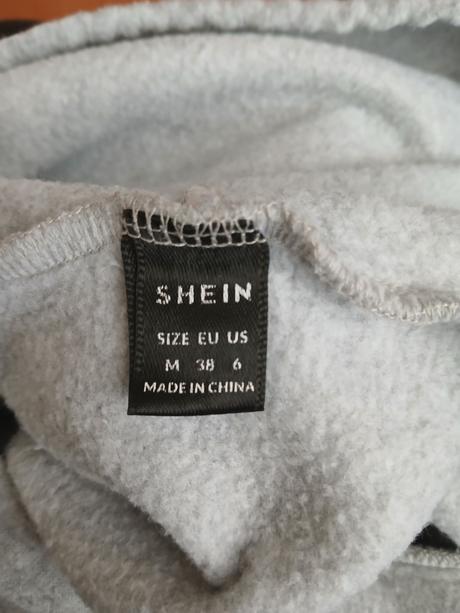 SHEIN
SIZE EU US
M 38 6
MADE IN CHINA